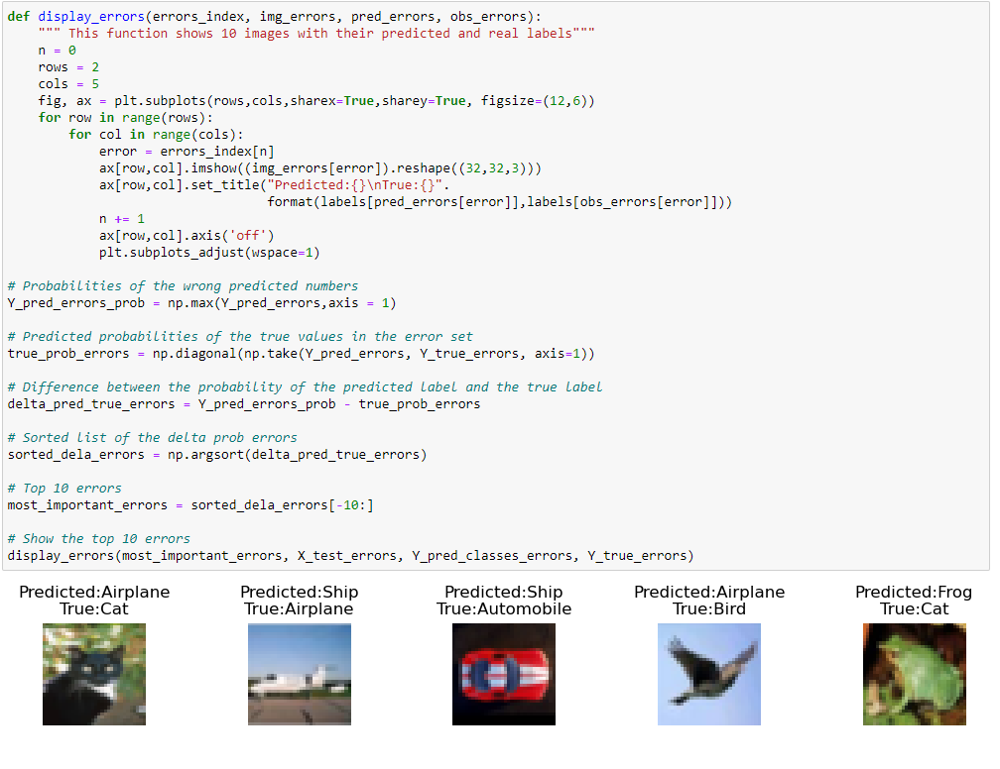 def display_errors(errors_index, img_errors, pred_errors, obs_errors):
    """ This function shows 10 images with their predicted and real labels"""
    n = 0
    rows = 2
    cols = 5
    fig, ax = plt.subplots(rows,cols,sharex=True,sharey=True, figsize=(12,6))
    for row in range(rows):
        for col in range(cols):
            error = errors_index[n]
            ax[row,col].imshow((img_errors[error]).reshape((32,32,3)))
            ax[row,col].set_title("Predicted:{}\nTrue:{}".
                                  format(labels[pred_errors[error]],labels[obs_errors[error]]))
            n += 1
            ax[row,col].axis('off')
            plt.subplots_adjust(wspace=1)
# Probabilities of the wrong predicted numbers
Y_pred_errors_prob = np.max(Y_pred_errors,axis = 1)
# Predicted probabilities of the true values in the error set
true_prob_errors = np.diagonal(np.take(Y_pred_errors, Y_true_errors, axis=1))
# Difference between the probability of the predicted label and the true label
delta_pred_true_errors = Y_pred_errors_prob - true_prob_errors
# Sorted list of the delta prob errors
sorted_dela_errors = np.argsort(delta_pred_true_errors)
# Top 10 errors
most_important_errors = sorted_dela_errors[-10:]
# Show the top 10 errors
display_errors(most_important_errors, X_test_errors, Y_pred_classes_errors, Y_true_errors)
Predicted:Airplane
True:Cat
Predicted:Ship
True:Airplane
Predicted:Ship
True:Automobile
Predicted:Airplane
True:Bird
Predicted:Frog
True:Cat